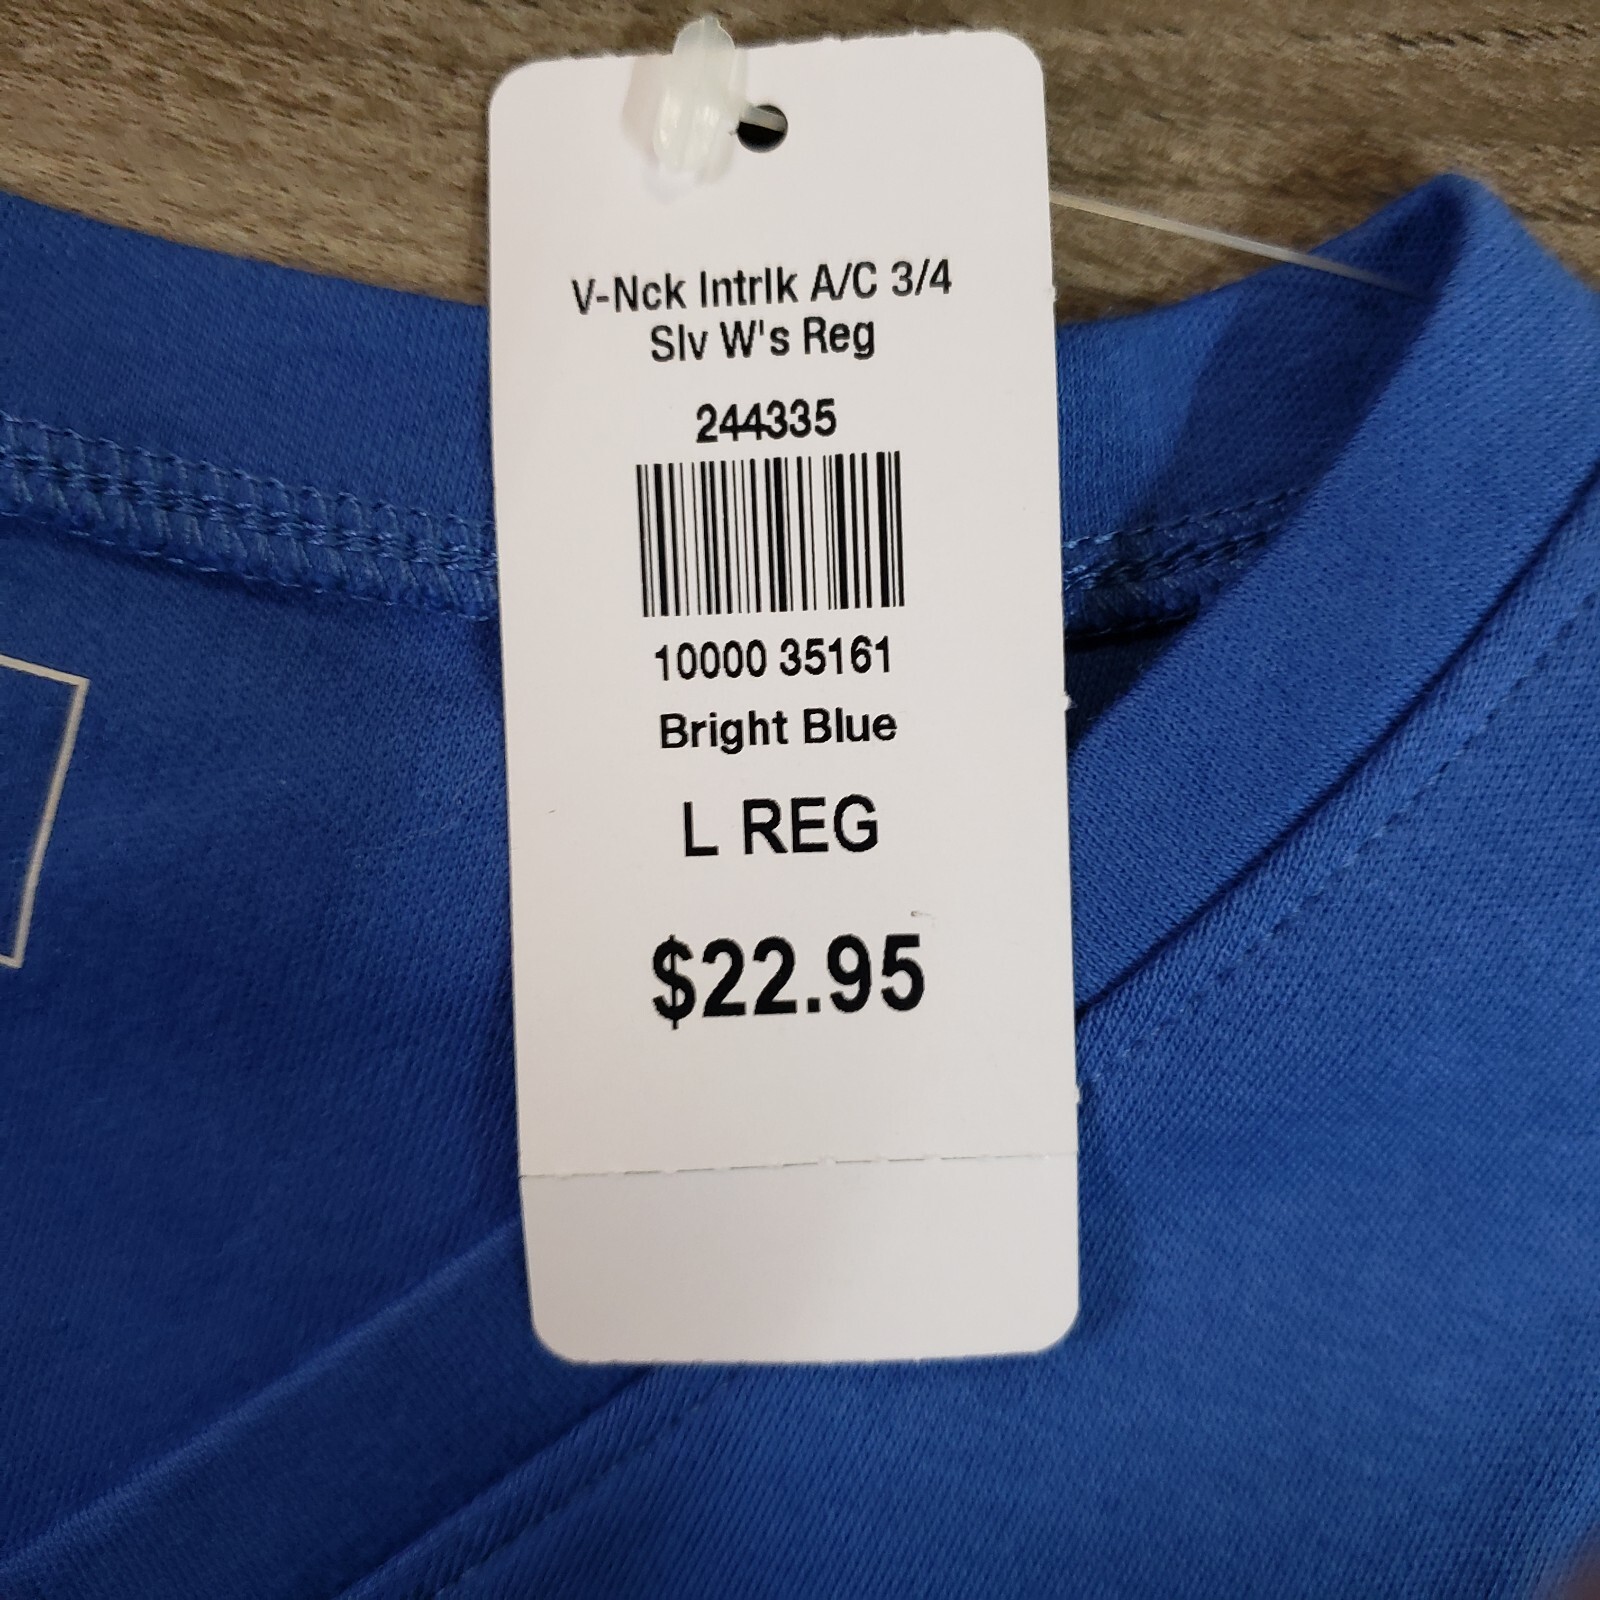 V-Nck Intrlk A/C 3/4
Slv W's Reg
244335
10000 35161
Bright Blue
L REG
$22.95